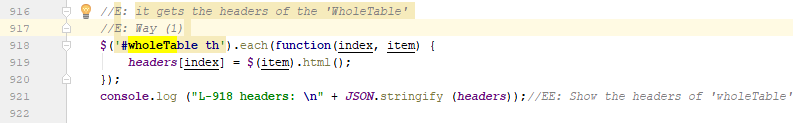 916 //E: it gets the headers of the 'WholeTable'
917 //E: Way (1)
918 $('#wholeTable th').each(function(index, item) {
919 headers[index] = $(item).html();
920 });
921 console.log ("L-918 headers: \n" + JSON.stringify (headers));//EE: Show the headers of 'wholeTable'
922